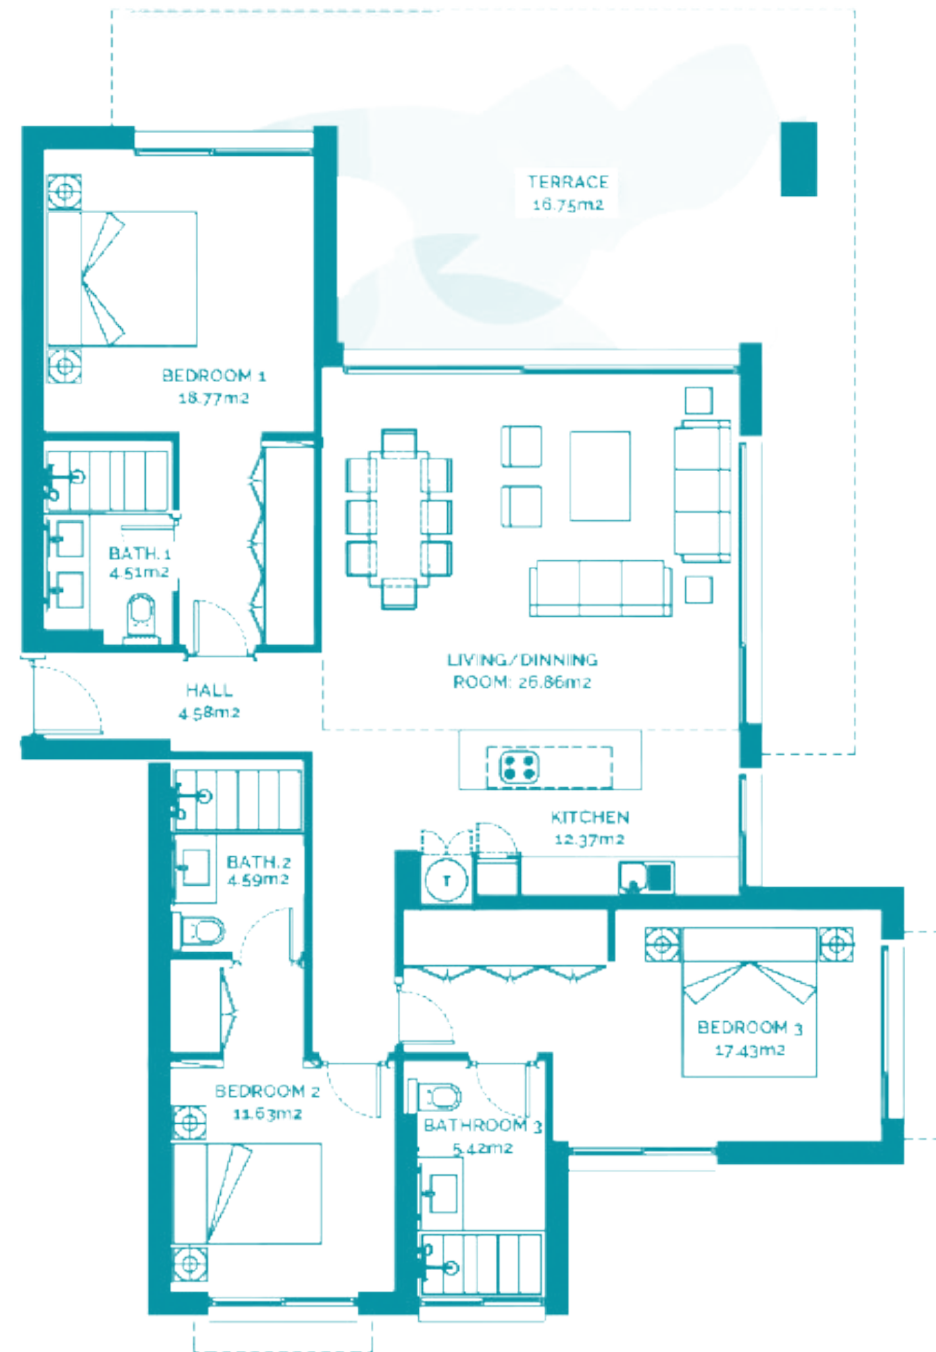 TERRACE
16.75m2
BEDROOM 1
18.77m2
BATH.1
4.51m2
LIVING/DINNING
ROOM: 26.86m2
HALL
4.58m2
KITCHEN
12.37m2
BATH.2
4.59m2
T
BEDROOM 3
17.43m2
BEDROOM 2
11.63m2
BATHROOM 3
5.42m2